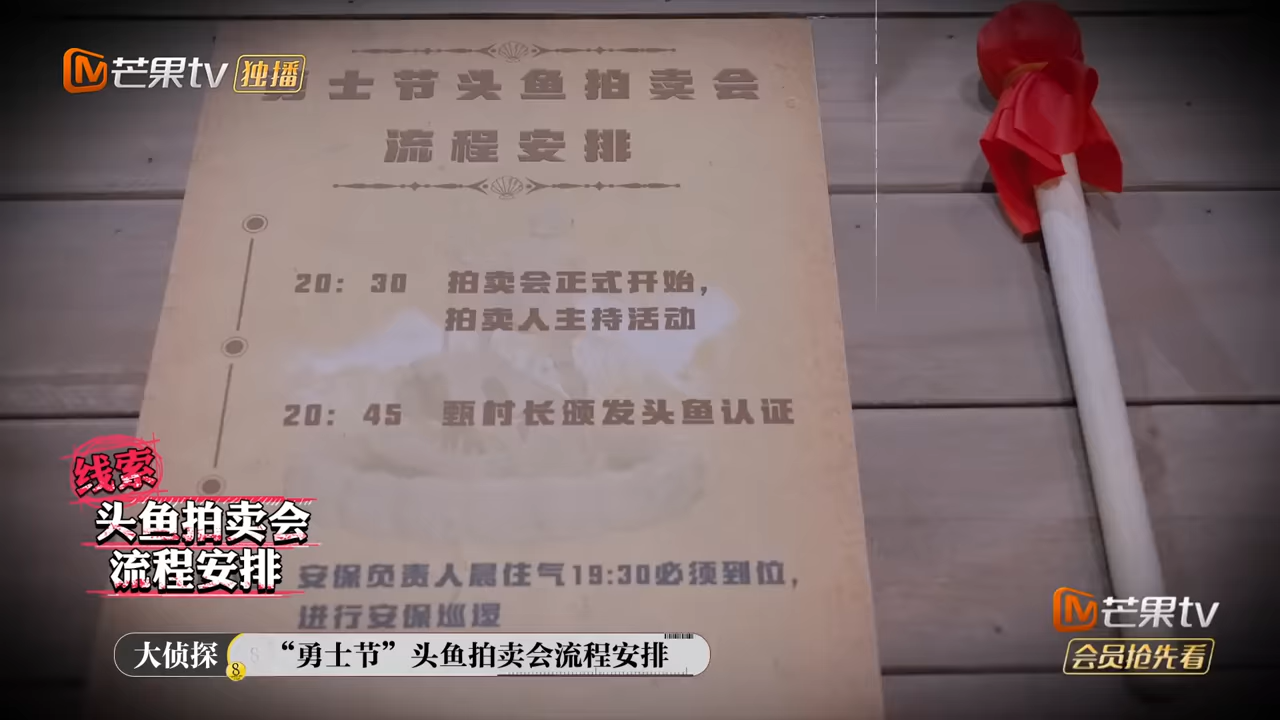 芒果tv 独播
勇士节头鱼拍卖会
流程安排
20：30 拍卖会正式开始，
拍卖人主持活动
20：45 甄村长颁发头鱼认证
线索
头鱼拍卖会
流程安排
安保负责人晨住气19:30必须到位，
进行安保巡逻
大侦探8 “勇士节”头鱼拍卖会流程安排
芒果tv
会员抢先看